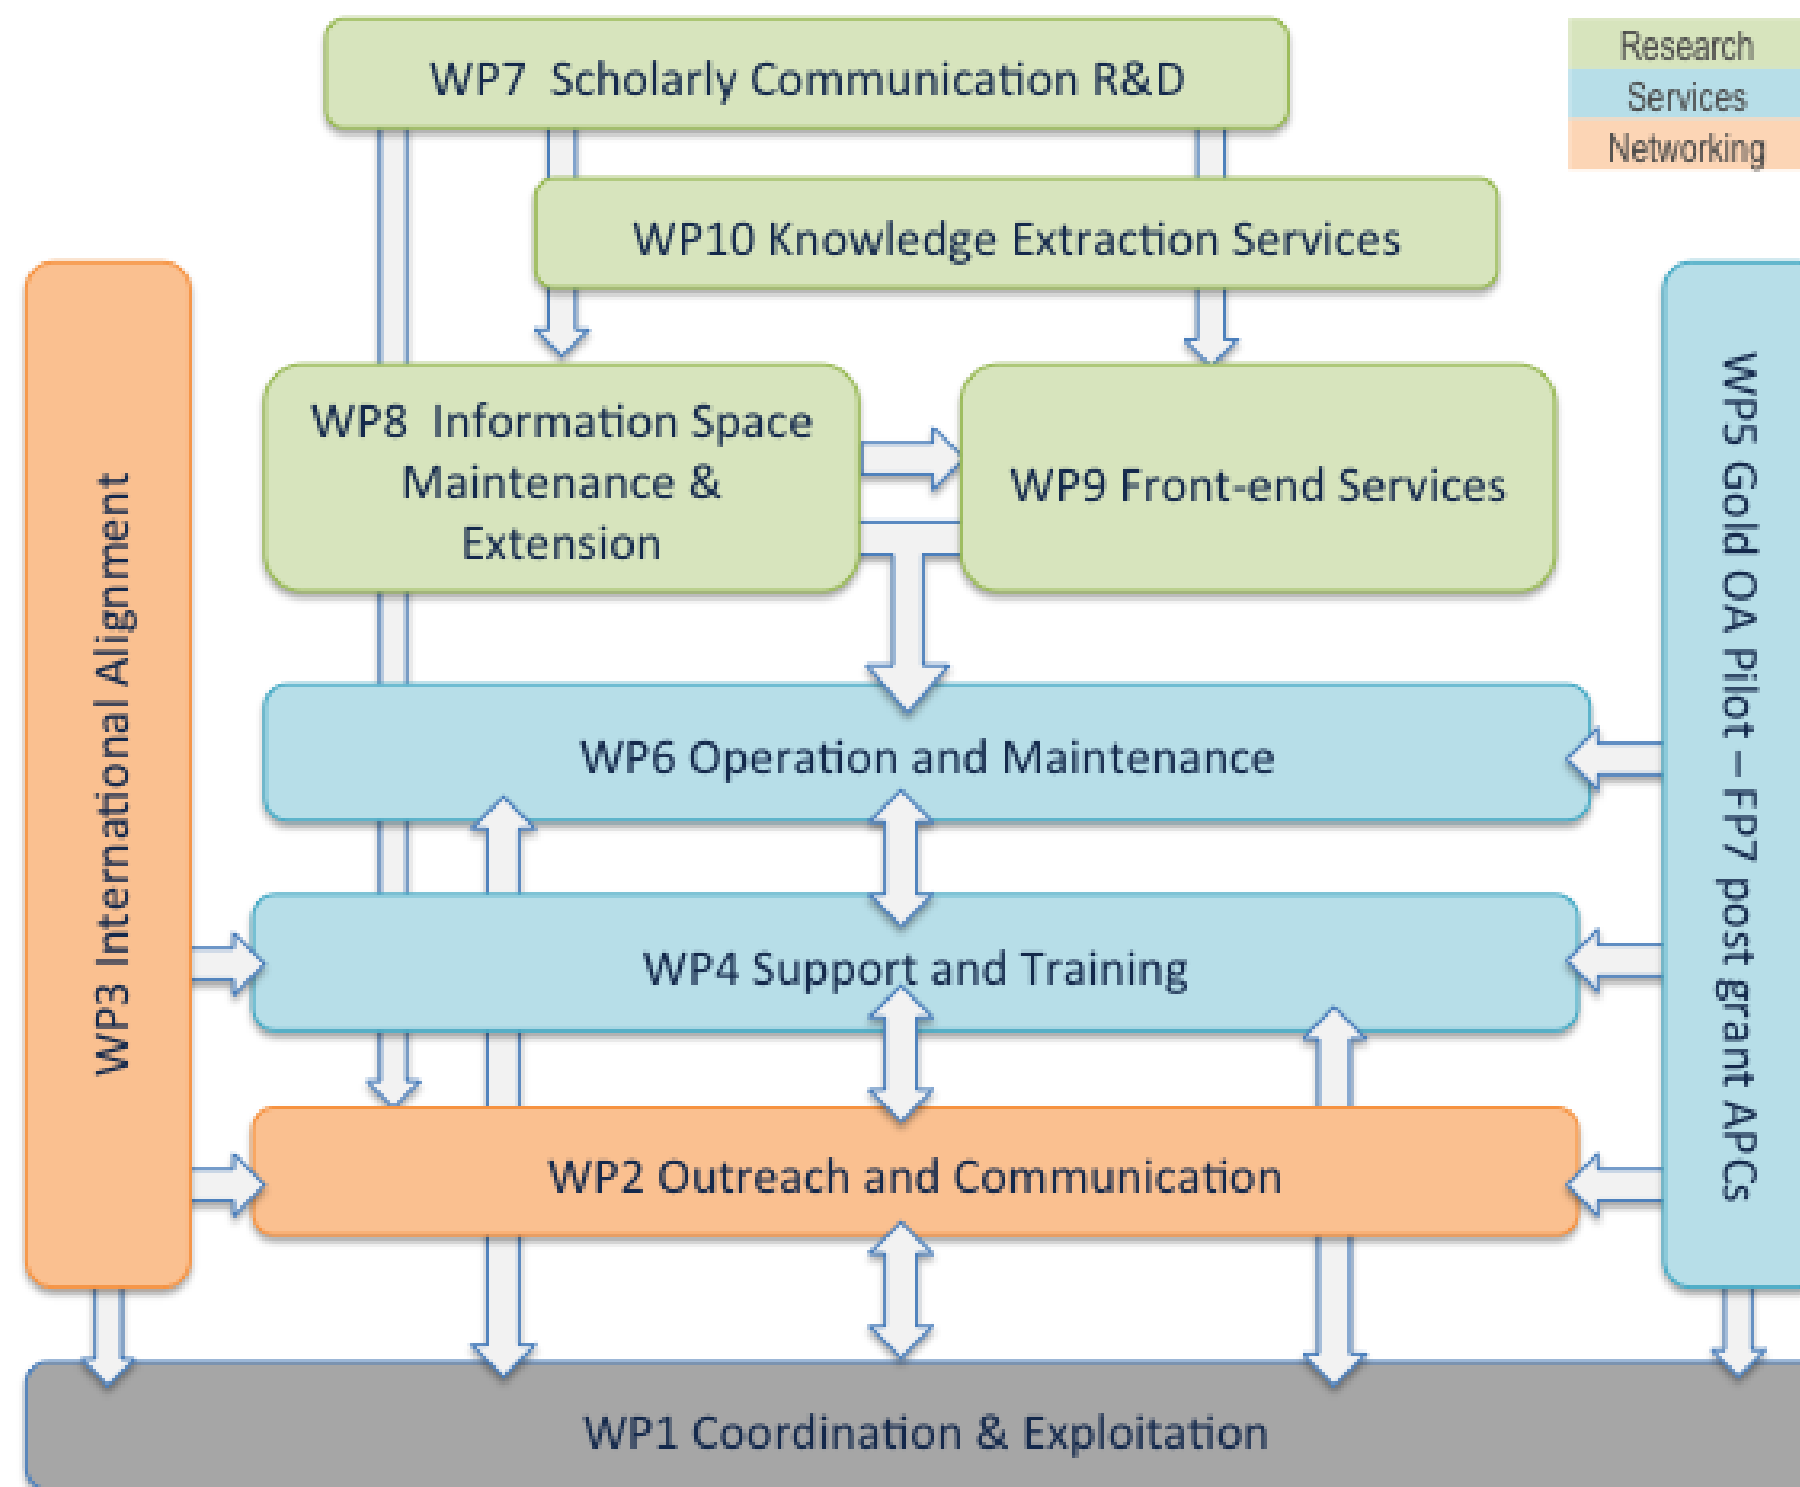 WP7 Scholarly Communication R&D
Research
Services
Networking
WP10 Knowledge Extraction Services
WP3 International Alignment
WP8 Information Space
Maintenance &
Extension
WP9 Front-end Services
WP5 Gold OA Pilot – FP7 post grant APCs
WP6 Operation and Maintenance
WP4 Support and Training
WP2 Outreach and Communication
WP1 Coordination & Exploitation